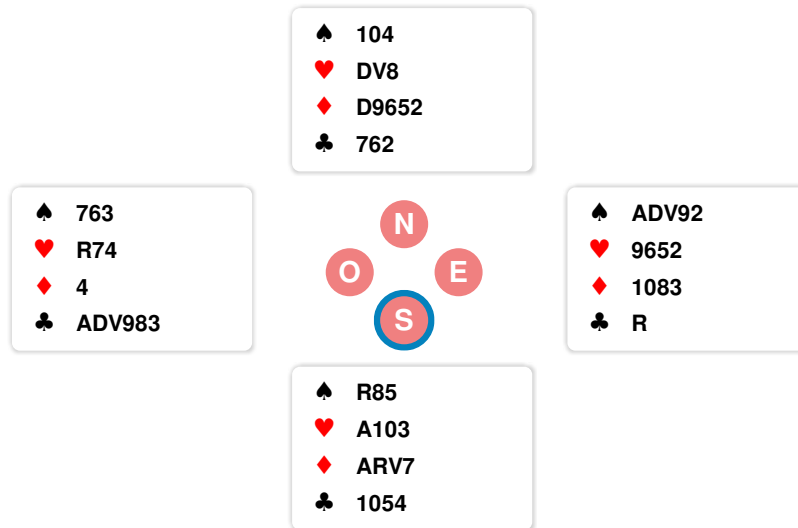 ♠ 104
♥ DV8
♦ D9652
♣ 762
♠ 763
♥ R74
♦ 4
♣ ADV983
N
O
E
S
♠ ADV92
♥ 9652
♦ 1083
♣ R
♠ R85
♥ A103
♦ ARV7
♣ 1054